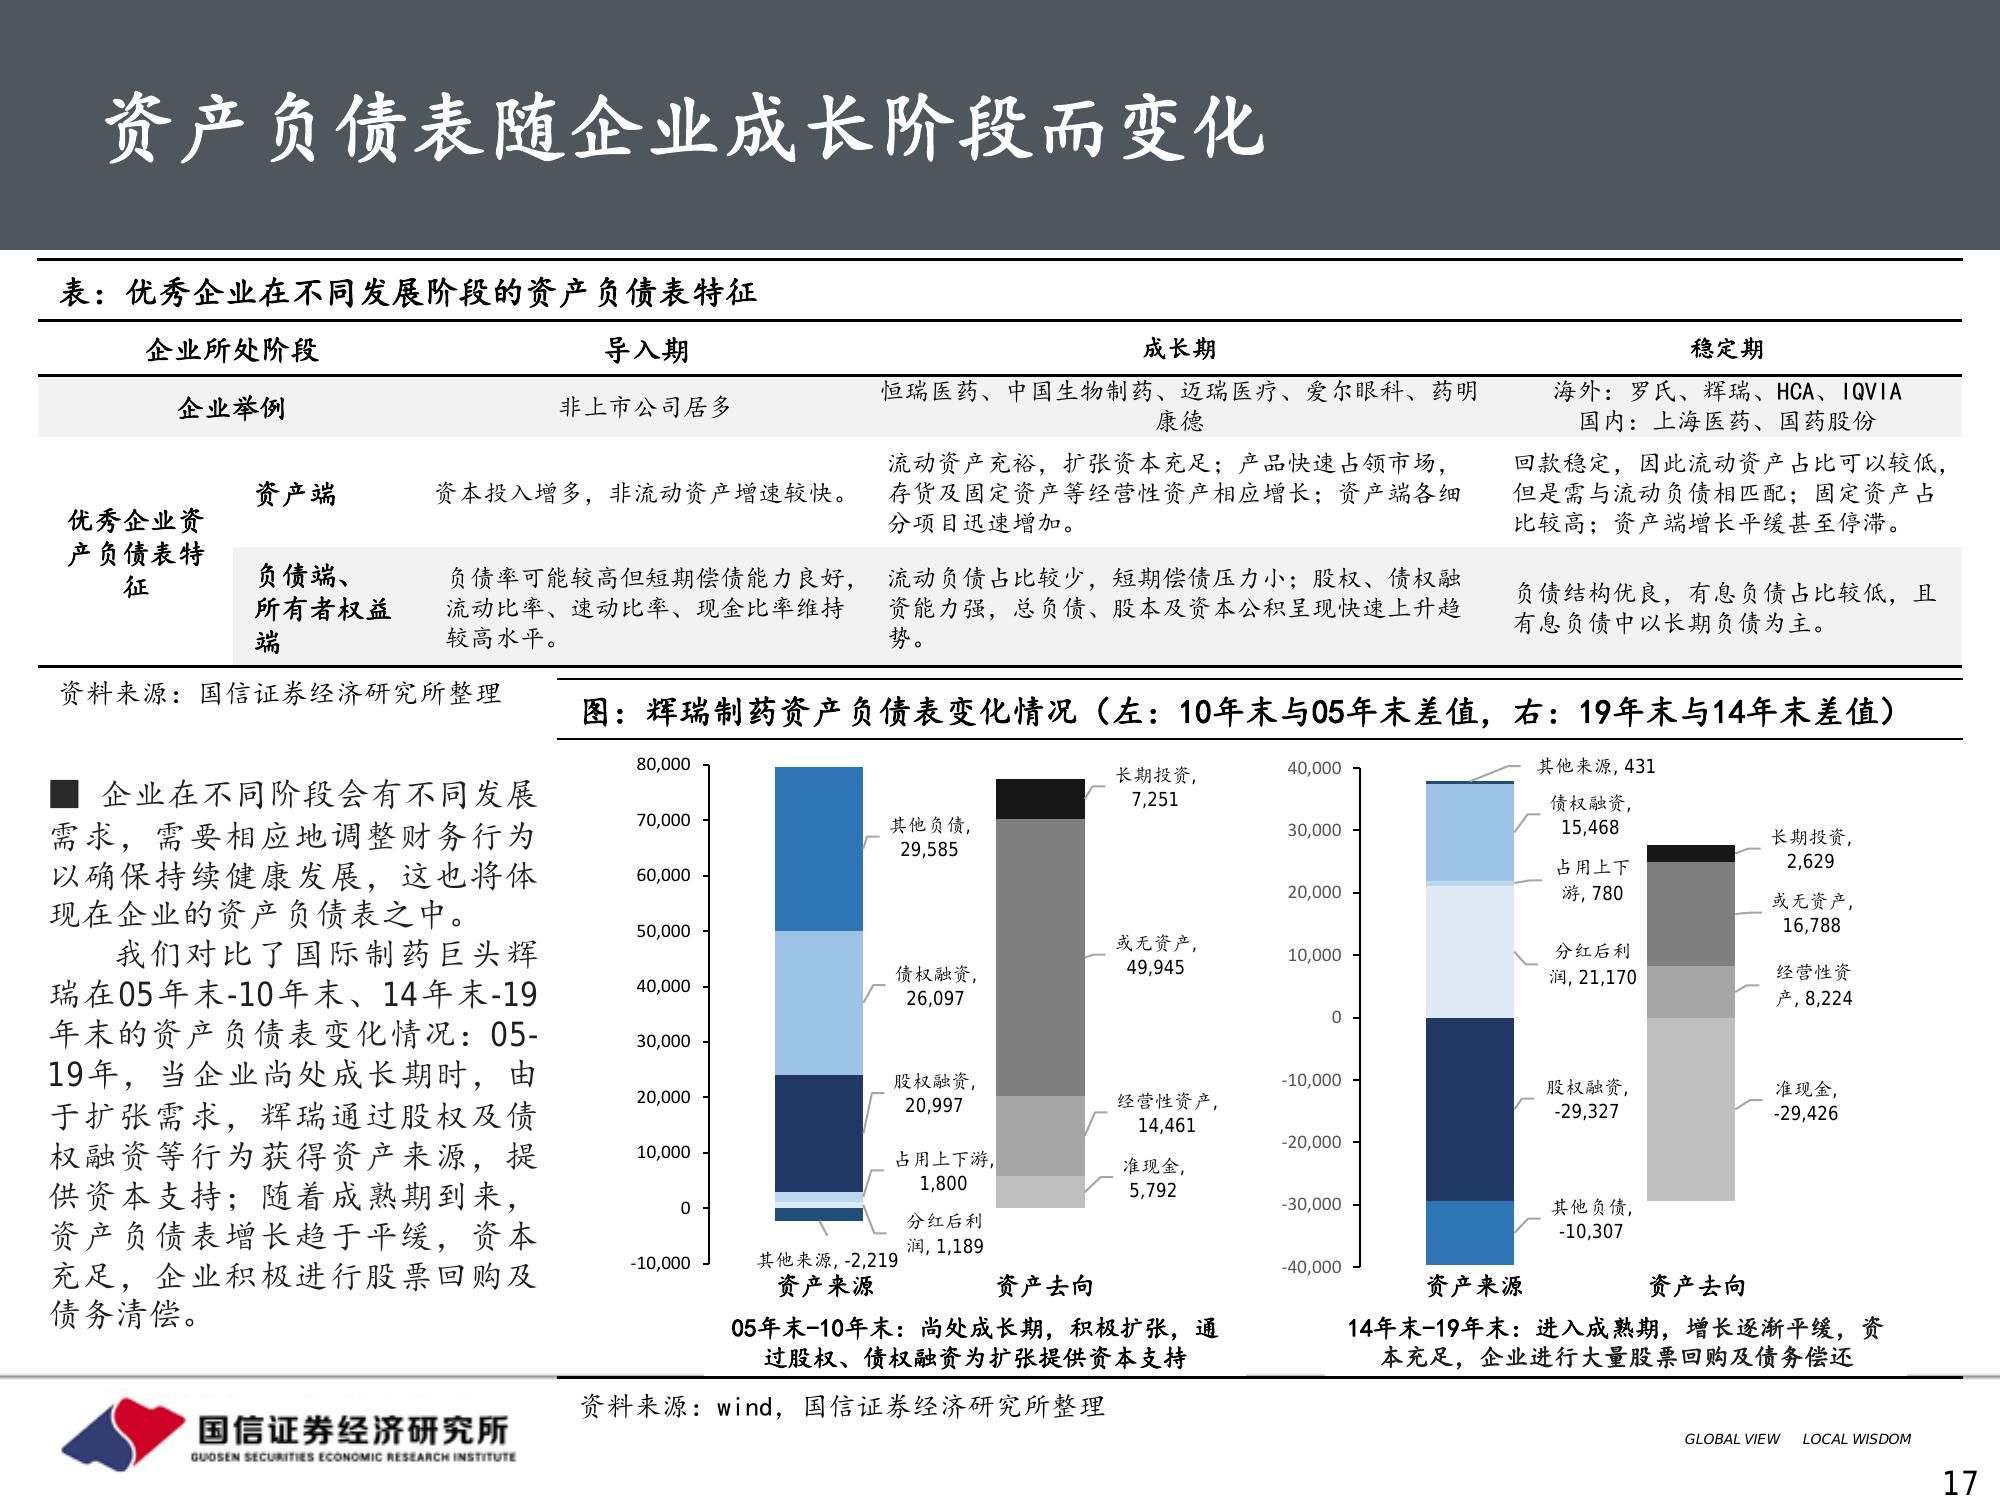 资产负债表随企业成长阶段而变化
表：优秀企业在不同发展阶段的资产负债表特征
企业所处阶段
导入期
成长期
稳定期
企业举例
非上市公司居多
恒瑞医药、中国生物制药、迈瑞医疗、爱尔眼科、药明
康德
海外：罗氏、辉瑞、HCA、IQVIA
国内：上海医药、国药股份
优秀企业资
产负债表特
征
资产端
资本投入增多，非流动资产增速较快。
流动资产充裕，扩张资本充足；产品快速占领市场，
存货及固定资产等经营性资产相应增长；资产端各细
分项目迅速增加。
回款稳定，因此流动资产占比可以较低，
但是需与流动负债相匹配；固定资产占
比较高；资产端增长平缓甚至停滞。
负债端、
所有者权益
端
负债率可能较高但短期偿债能力良好，
流动比率、速动比率、现金比率维持
较高水平。
流动负债占比较少，短期偿债压力小；股权、债权融
资能力强，总负债、股本及资本公积呈现快速上升趋
势。
负债结构优良，有息负债占比较低，且
有息负债中以长期负债为主。
资料来源：国信证券经济研究所整理
■ 企业在不同阶段会有不同发展
需求，需要相应地调整财务行为
以确保持续健康发展，这也将体
现在企业的资产负债表之中。
我们对比了国际制药巨头辉
瑞在05年末-10年末、14年末-19
年末的资产负债表变化情况：05-
19年，当企业尚处成长期时，由
于扩张需求，辉瑞通过股权及债
权融资等行为获得资产来源，提
供资本支持；随着成熟期到来，
资产负债表增长趋于平缓，资本
充足，企业积极进行股票回购及
债务清偿。
图：辉瑞制药资产负债表变化情况（左：10年末与05年末差值，右：19年末与14年末差值）
80,000
70,000
60,000
50,000
40,000
30,000
20,000
10,000
0
-10,000
其他负债,
29,585
债权融资,
26,097
股权融资,
20,997
占用上下游,
1,800
分红后利
润, 1,189
其他来源, -2,219
长期投资,
7,251
或无资产,
49,945
经营性资产,
14,461
准现金,
5,792
资产来源
资产去向
05年末-10年末：尚处成长期，积极扩张，通
过股权、债权融资为扩张提供资本支持
40,000
30,000
20,000
10,000
0
-10,000
-20,000
-30,000
-40,000
其他来源, 431
债权融资,
15,468
占用上下
游, 780
分红后利
润, 21,170
股权融资,
-29,327
其他负债,
-10,307
长期投资,
2,629
或无资产,
16,788
经营性资
产, 8,224
准现金,
-29,426
资产来源
资产去向
14年末-19年末：进入成熟期，增长逐渐平缓，资
本充足，企业进行大量股票回购及债务偿还
资料来源：wind，国信证券经济研究所整理
国信证券经济研究所
GUOSEN SECURITIES ECONOMIC RESEARCH INSTITUTE
GLOBAL VIEW LOCAL WISDOM
17